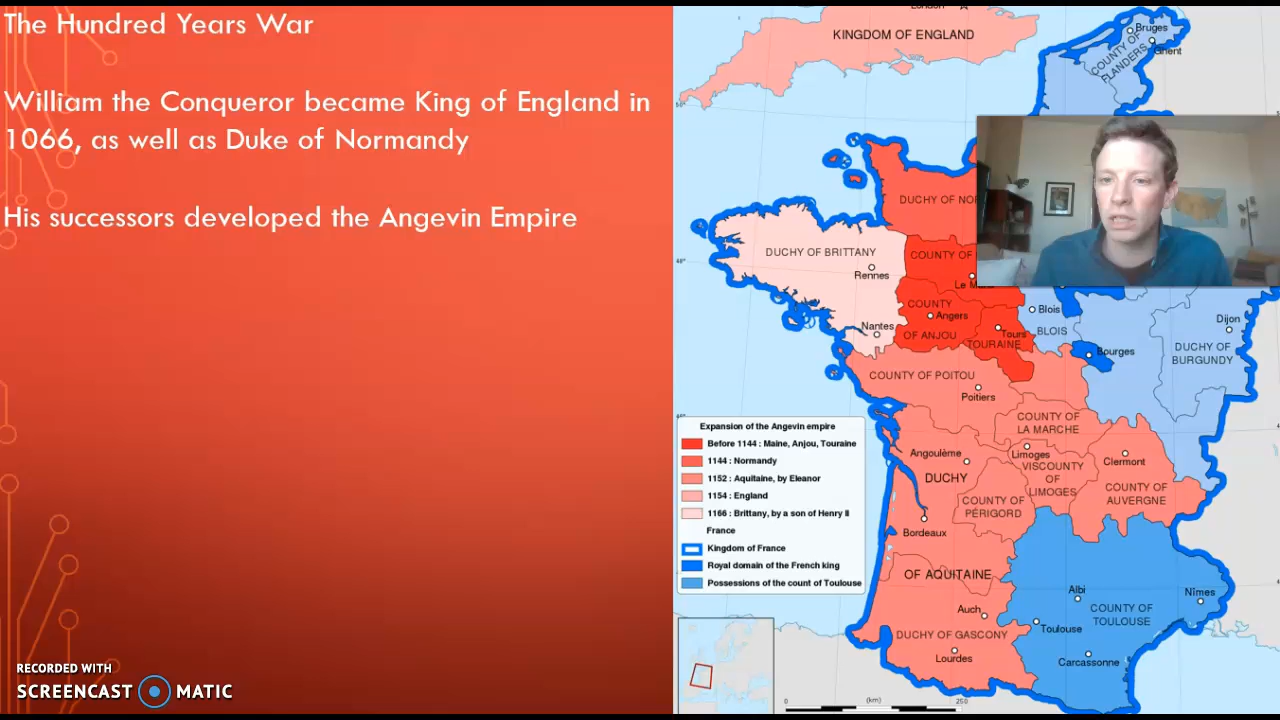 The Hundred Years War
William the Conqueror became King of England in
1066, as well as Duke of Normandy
His successors developed the Angevin Empire
RECORDED WITH
SCREENCAST MATIC
KINGDOM OF ENGLAND
Bruges
Ghent
COUNTY OF
FLANDERS
50°
DUCHY OF NO
DUCHY OF BRITTANY
COUNTY OF
48°
Rennes
Le Ma
COUNTY
Angers
Blois
Nantes
OF ANJOU
Tours
TOURAINE
BLOIS
Dijon
DUCHY OF
BURGUNDY
Bourges
COUNTY OF POITOU
Poitiers
COUNTY OF
LA MARCHE
Angoulème
Limoges
Clermont
VISCOUNTY
OF
LIMOGES
DUCHY
COUNTY OF
AUVERGNE
COUNTY OF
PÉRIGORD
Bordeaux
OF AQUITAINE
Albi
Nîmes
Auch
COUNTY OF
TOULOUSE
Toulouse
DUCHY OF GASCONY
Lourdes
Carcassonne
Expansion of the Angevin empire
Before 1144 : Maine, Anjou, Touraine
1144 : Normandy
1152 : Aquitaine, by Eleanor
1154 : England
1166 : Brittany, by a son of Henry II
France
Kingdom of France
Royal domain of the French king
Possessions of the count of Toulouse
0 (km) 250